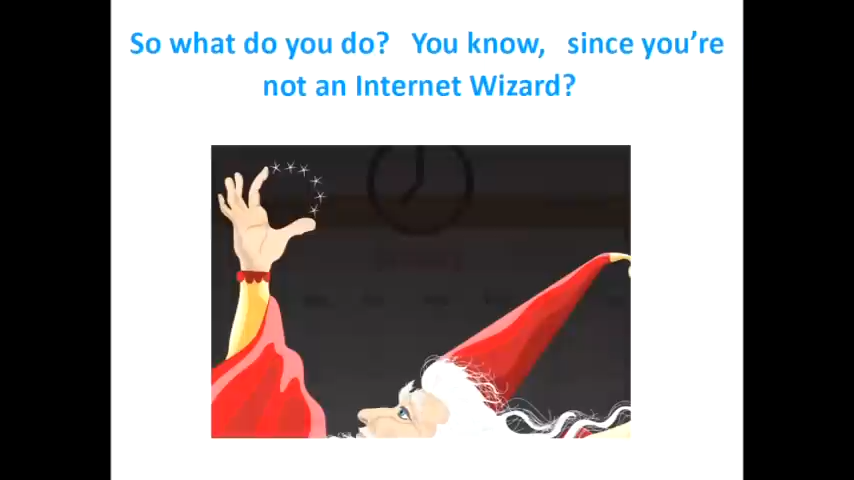 So what do you do?   You know,   since you’re
not an Internet Wizard?